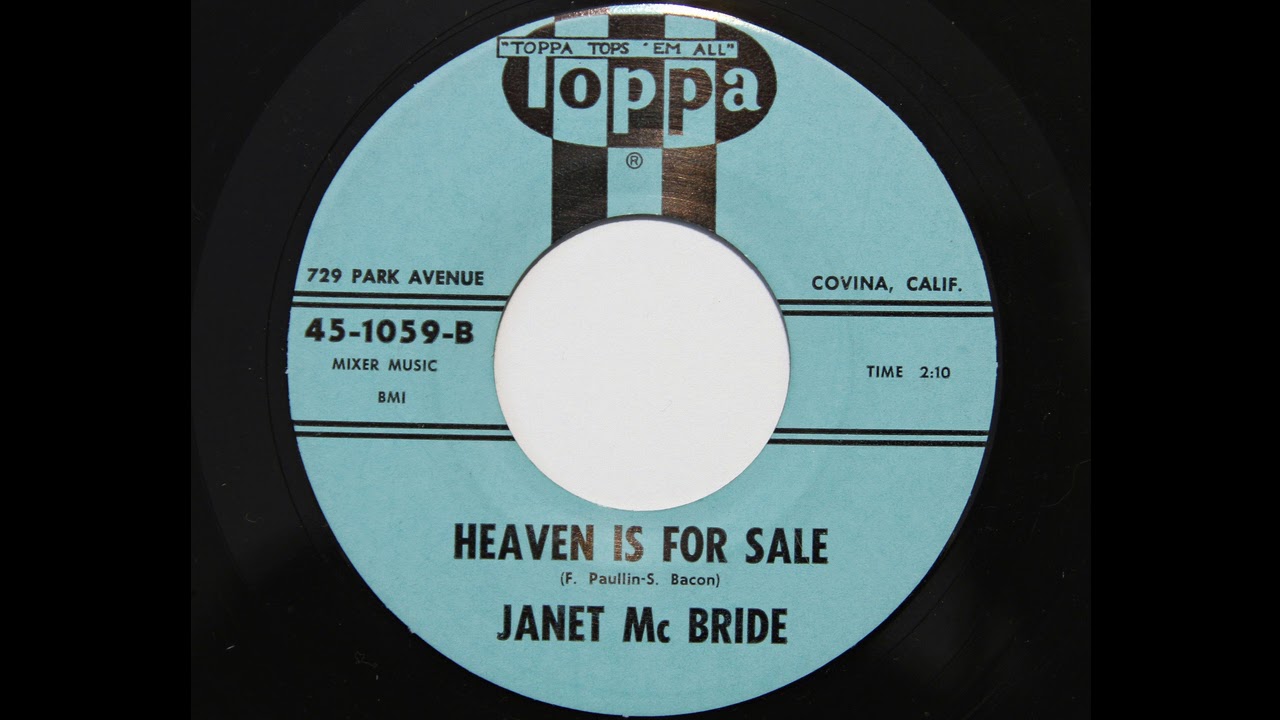 "TOPPA TOPS 'EM ALL"
Toppa
®
729 PARK AVENUE
COVINA, CALIF.
45-1059-B
MIXER MUSIC
BMI
TIME 2:10
HEAVEN IS FOR SALE
(F. Paullin-S. Bacon)
JANET Mc BRIDE